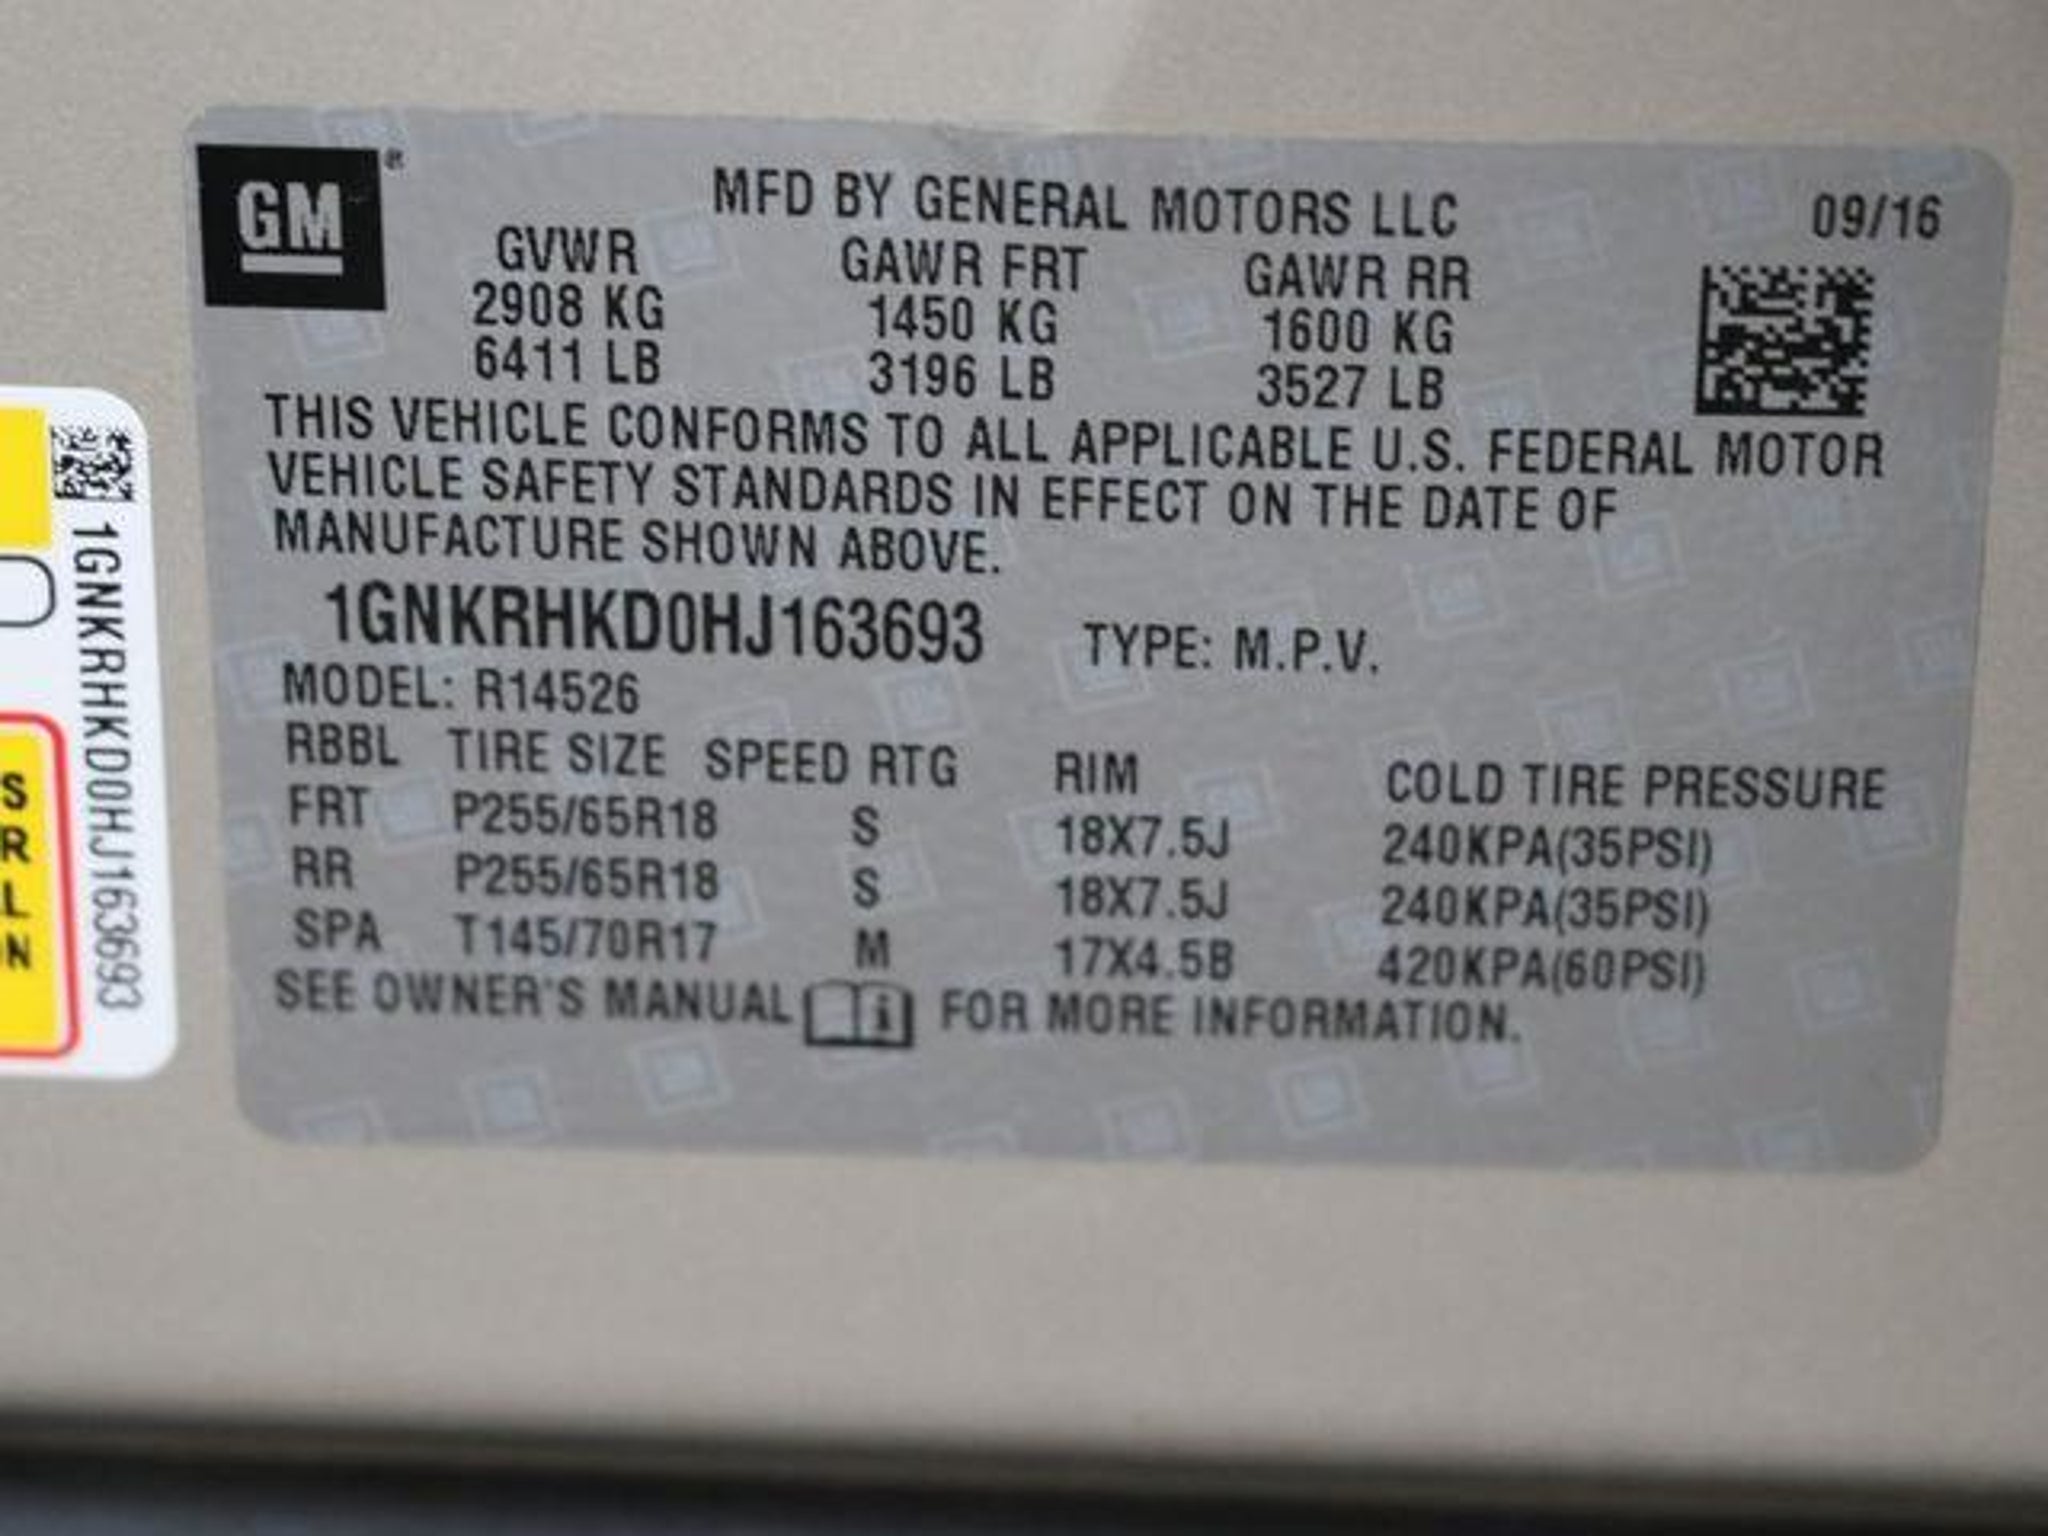 GM®
MFD BY GENERAL MOTORS LLC 09/16
GVWR GAWR FRT GAWR RR
2908 KG 1450 KG 1600 KG
6411 LB 3196 LB 3527 LB
THIS VEHICLE CONFORMS TO ALL APPLICABLE U.S. FEDERAL MOTOR
VEHICLE SAFETY STANDARDS IN EFFECT ON THE DATE OF
MANUFACTURE SHOWN ABOVE.
1GNKRHKD0HJ163693 TYPE: M.P.V.
MODEL: R14526
RBBL TIRE SIZE SPEED RTG RIM COLD TIRE PRESSURE
FRT P255/65R18 S 18X7.5J 240KPA(35PSI)
RR P255/65R18 S 18X7.5J 240KPA(35PSI)
SPA T145/70R17 M 17X4.5B 420KPA(60PSI)
SEE OWNER'S MANUAL i FOR MORE INFORMATION.
1GNKRHKD0HJ163693
S
R
L
N